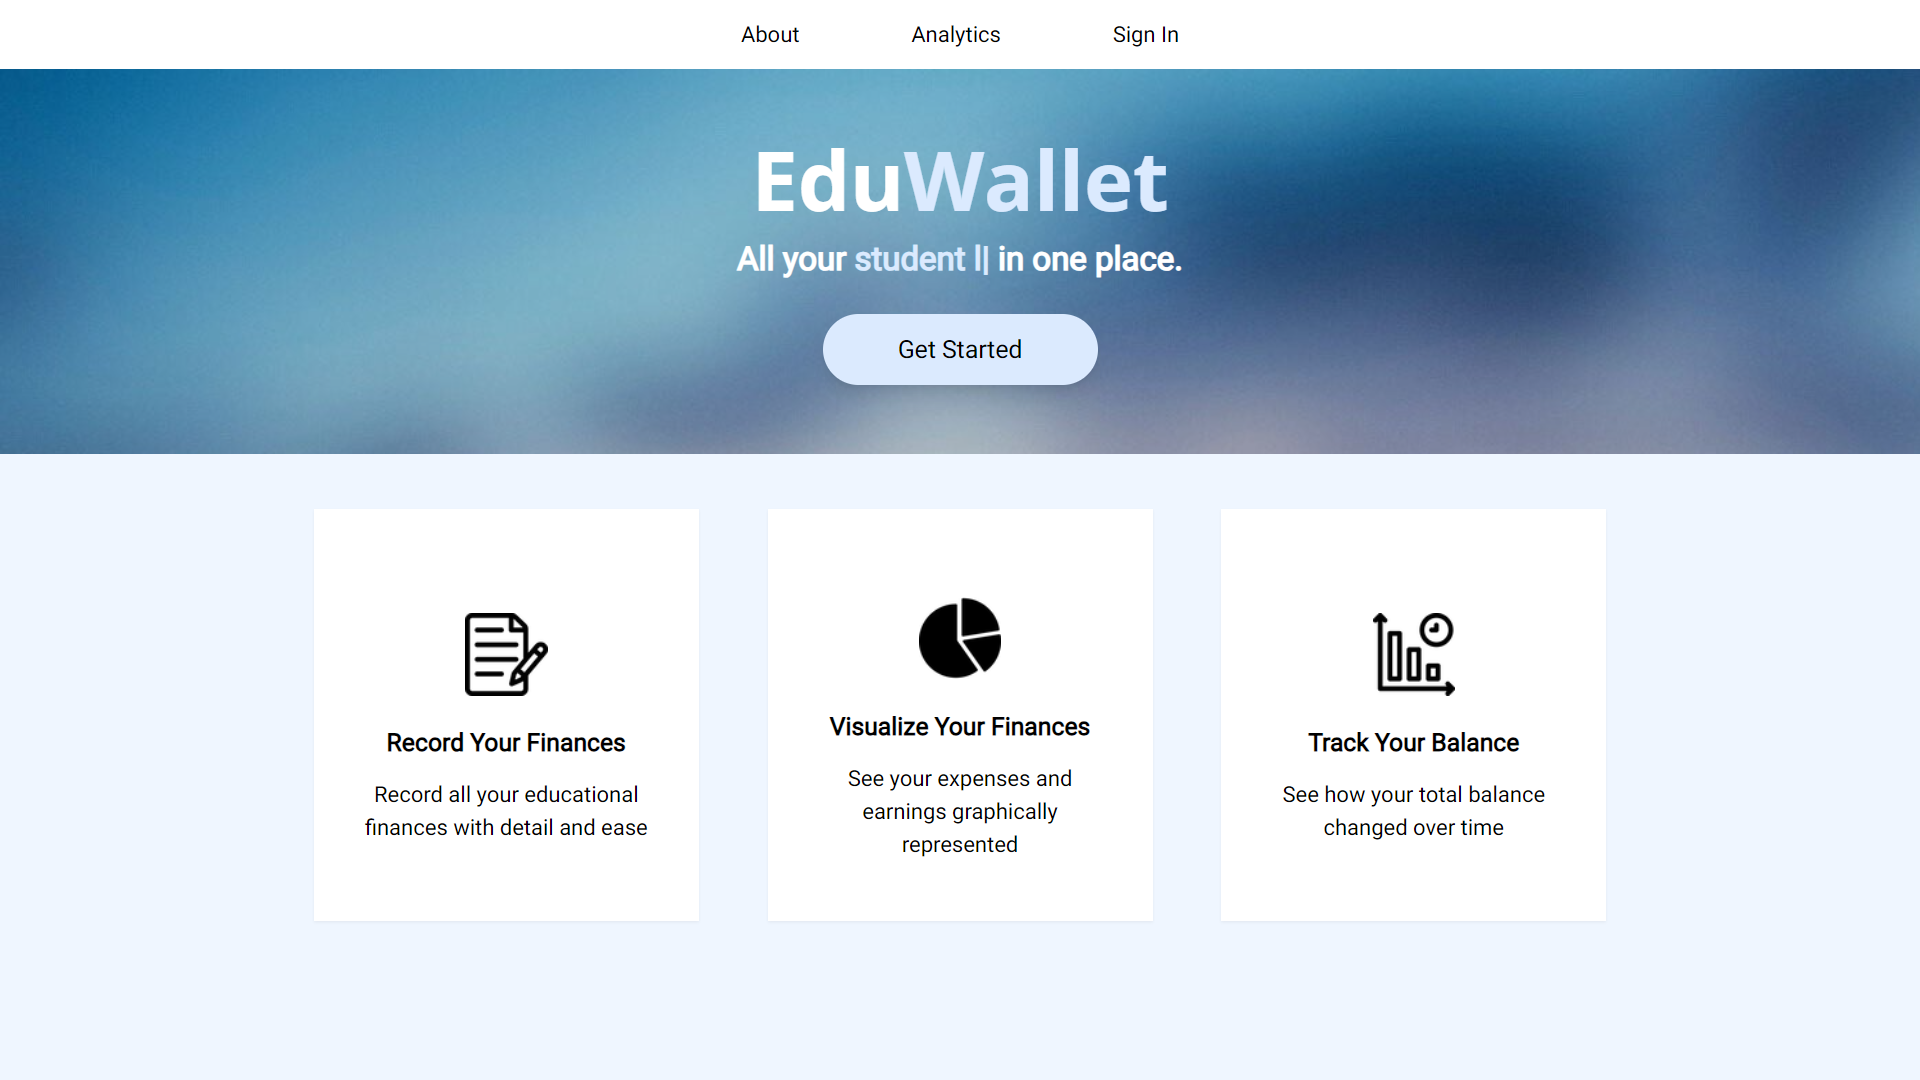 About Analytics Sign In
EduWallet
All your student l| in one place.
Get Started
Record Your Finances
Record all your educational
finances with detail and ease
Visualize Your Finances
See your expenses and
earnings graphically
represented
Track Your Balance
See how your total balance
changed over time